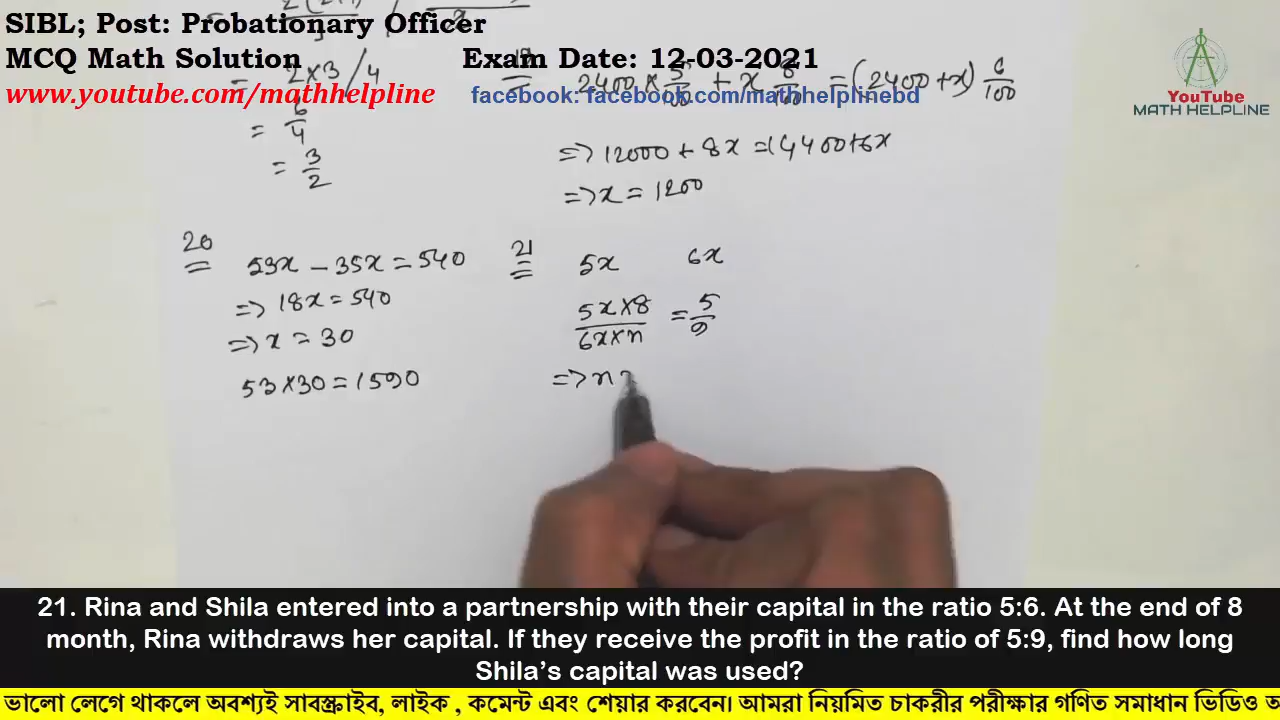 SIBL; Post: Probationary Officer
MCQ Math Solution Exam Date: 12-03-2021
www.youtube.com/mathhelpline facebook: facebook.com/mathhelplinebd
YouTube
MATH HELPLINE
= 2×3 / 4
= 6/4
= 3/2
2400 × 5/100 + x 8/100 = (2400 + x) 6/100
=> 12000 + 8x = 14400 + 6x
=> x = 1200
20
53x - 35x = 540
=> 18x = 540
=> x = 30
53×30 = 1590
21
5x 6x
5x×8/6x×n = 5/9
=> n =
21. Rina and Shila entered into a partnership with their capital in the ratio 5:6. At the end of 8
month, Rina withdraws her capital. If they receive the profit in the ratio of 5:9, find how long
Shila’s capital was used?
ভালো লেগে থাকলে অবশ্যই সাবস্ক্রাইব, লাইক , কমেন্ট এবং শেয়ার করবেন। আমরা নিয়মিত চাকরীর পরীক্ষার গণিত সমাধান ভিডিও